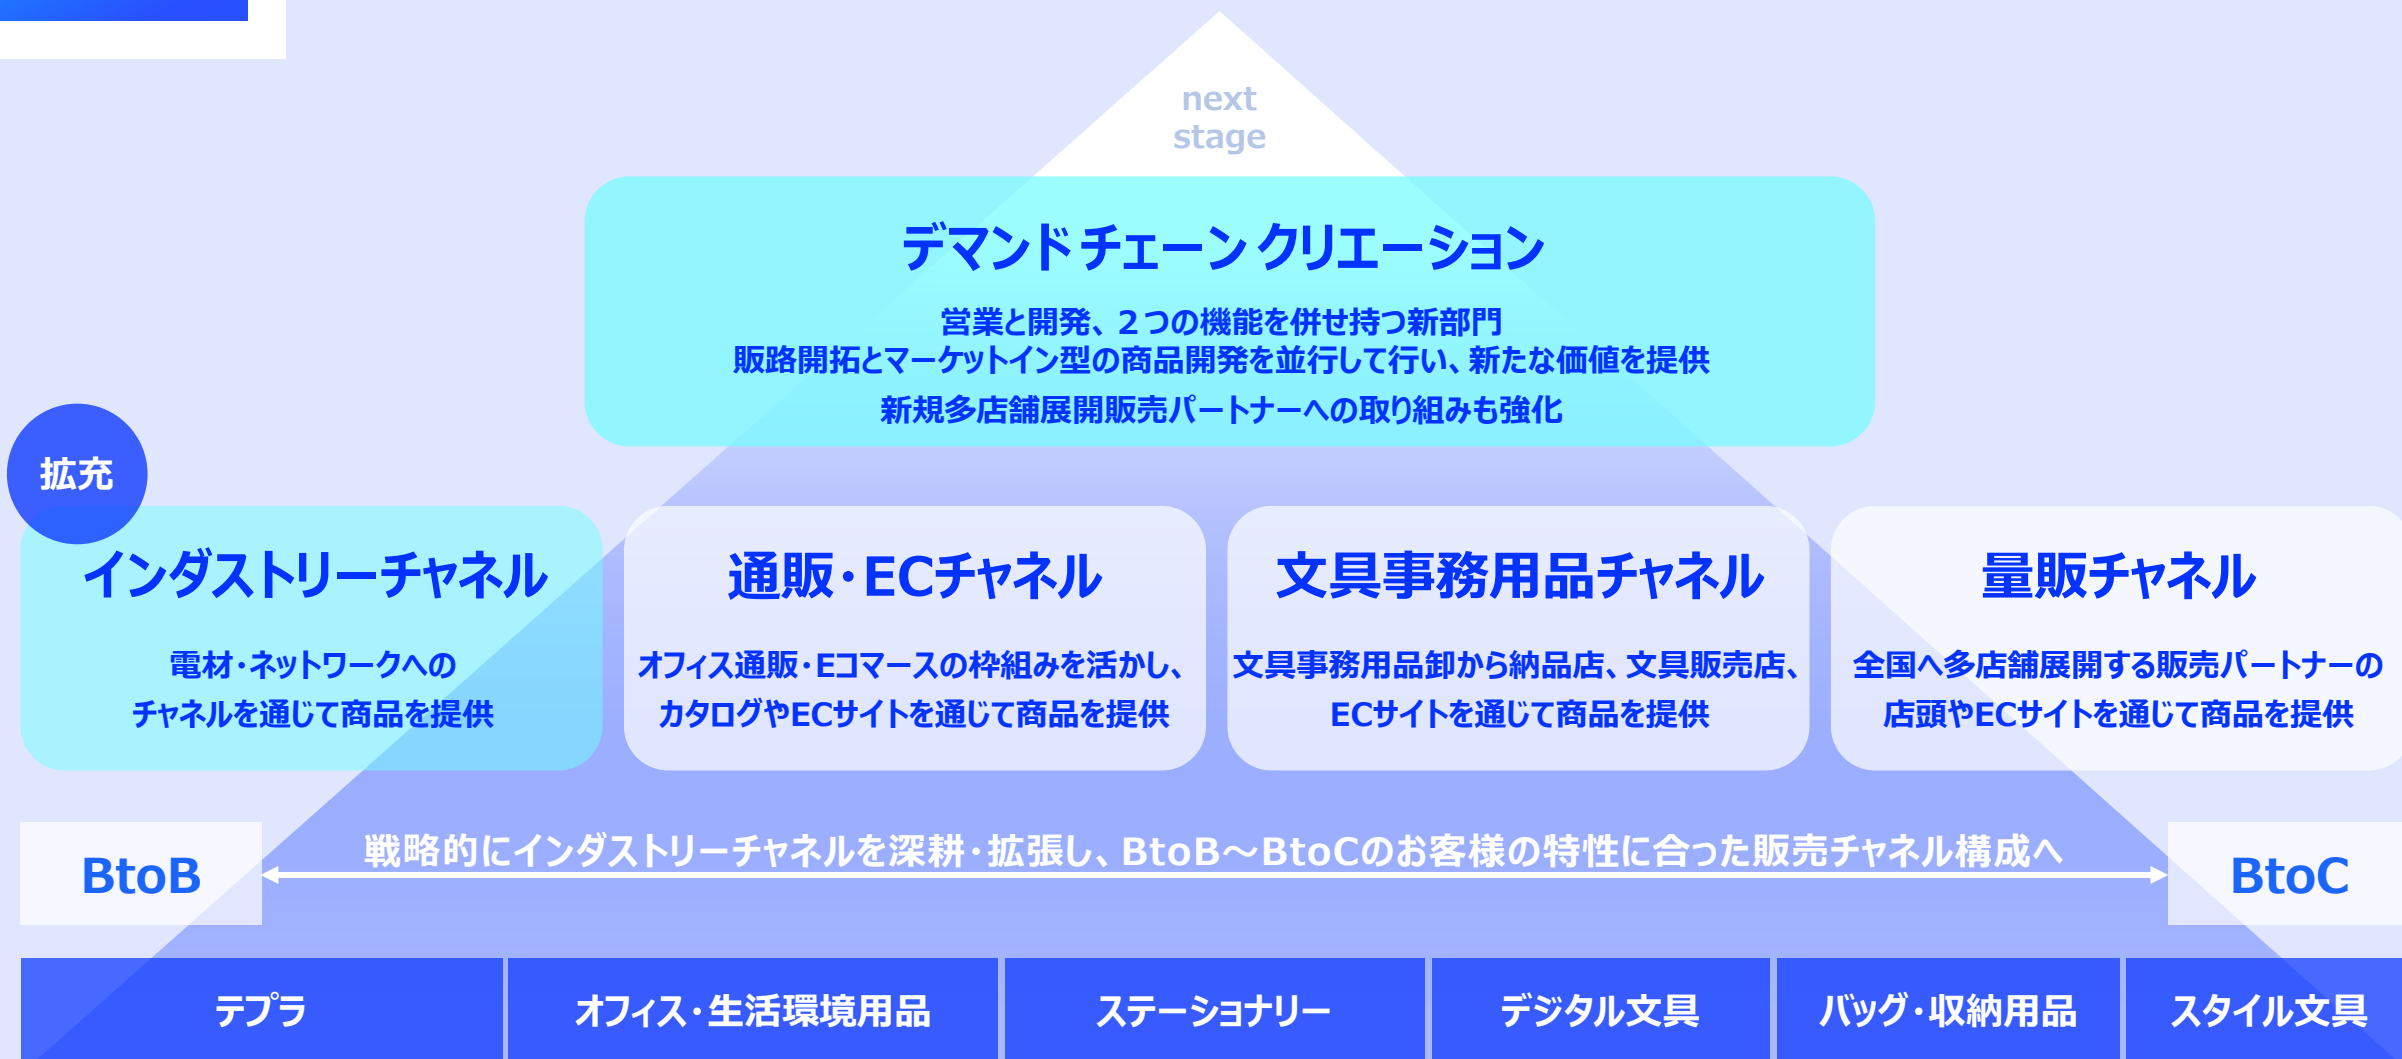 next
stage
デマンド チェーン クリエーション
営業と開発、２つの機能を併せ持つ新部門
販路開拓とマーケットイン型の商品開発を並行して行い、新たな価値を提供
新規多店舗展開販売パートナーへの取り組みも強化
拡充
インダストリーチャネル
電材・ネットワークへの
チャネルを通じて商品を提供
通販・ECチャネル
オフィス通販・Eコマースの枠組みを活かし、
カタログやECサイトを通じて商品を提供
文具事務用品チャネル
文具事務用品卸から納品店、文具販売店、
ECサイトを通じて商品を提供
量販チャネル
全国へ多店舗展開する販売パートナーの
店頭やECサイトを通じて商品を提供
戦略的にインダストリーチャネルを深耕・拡張し、BtoB～BtoCのお客様の特性に合った販売チャネル構成へ
BtoB
BtoC
テプラ
オフィス・生活環境用品
ステーショナリー
デジタル文具
バッグ・収納用品
スタイル文具